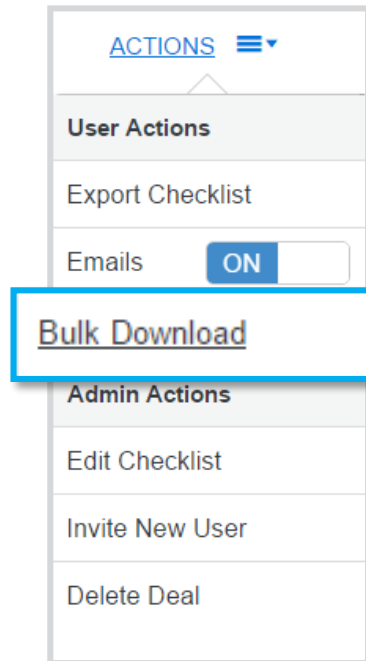 ACTIONS
User Actions
Export Checklist
Emails ON
Bulk Download
Admin Actions
Edit Checklist
Invite New User
Delete Deal